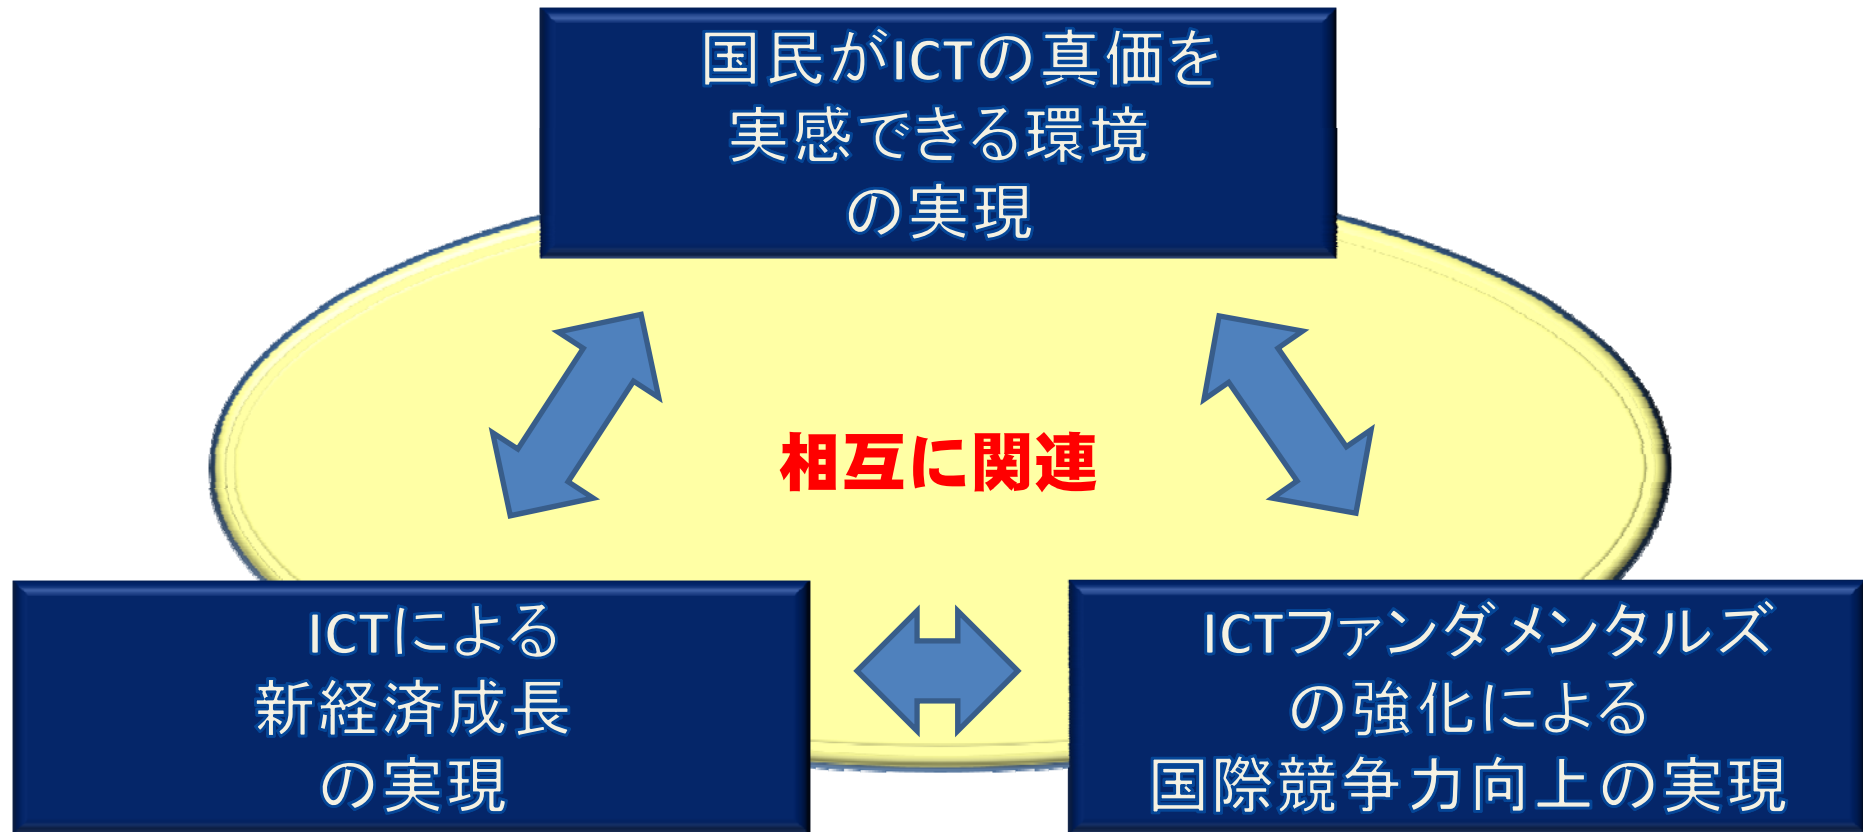 国民がICTの真価を
実感できる環境
の実現
相互に関連
ICTによる
新経済成長
の実現
ICTファンダメンタルズ
の強化による
国際競争力向上の実現